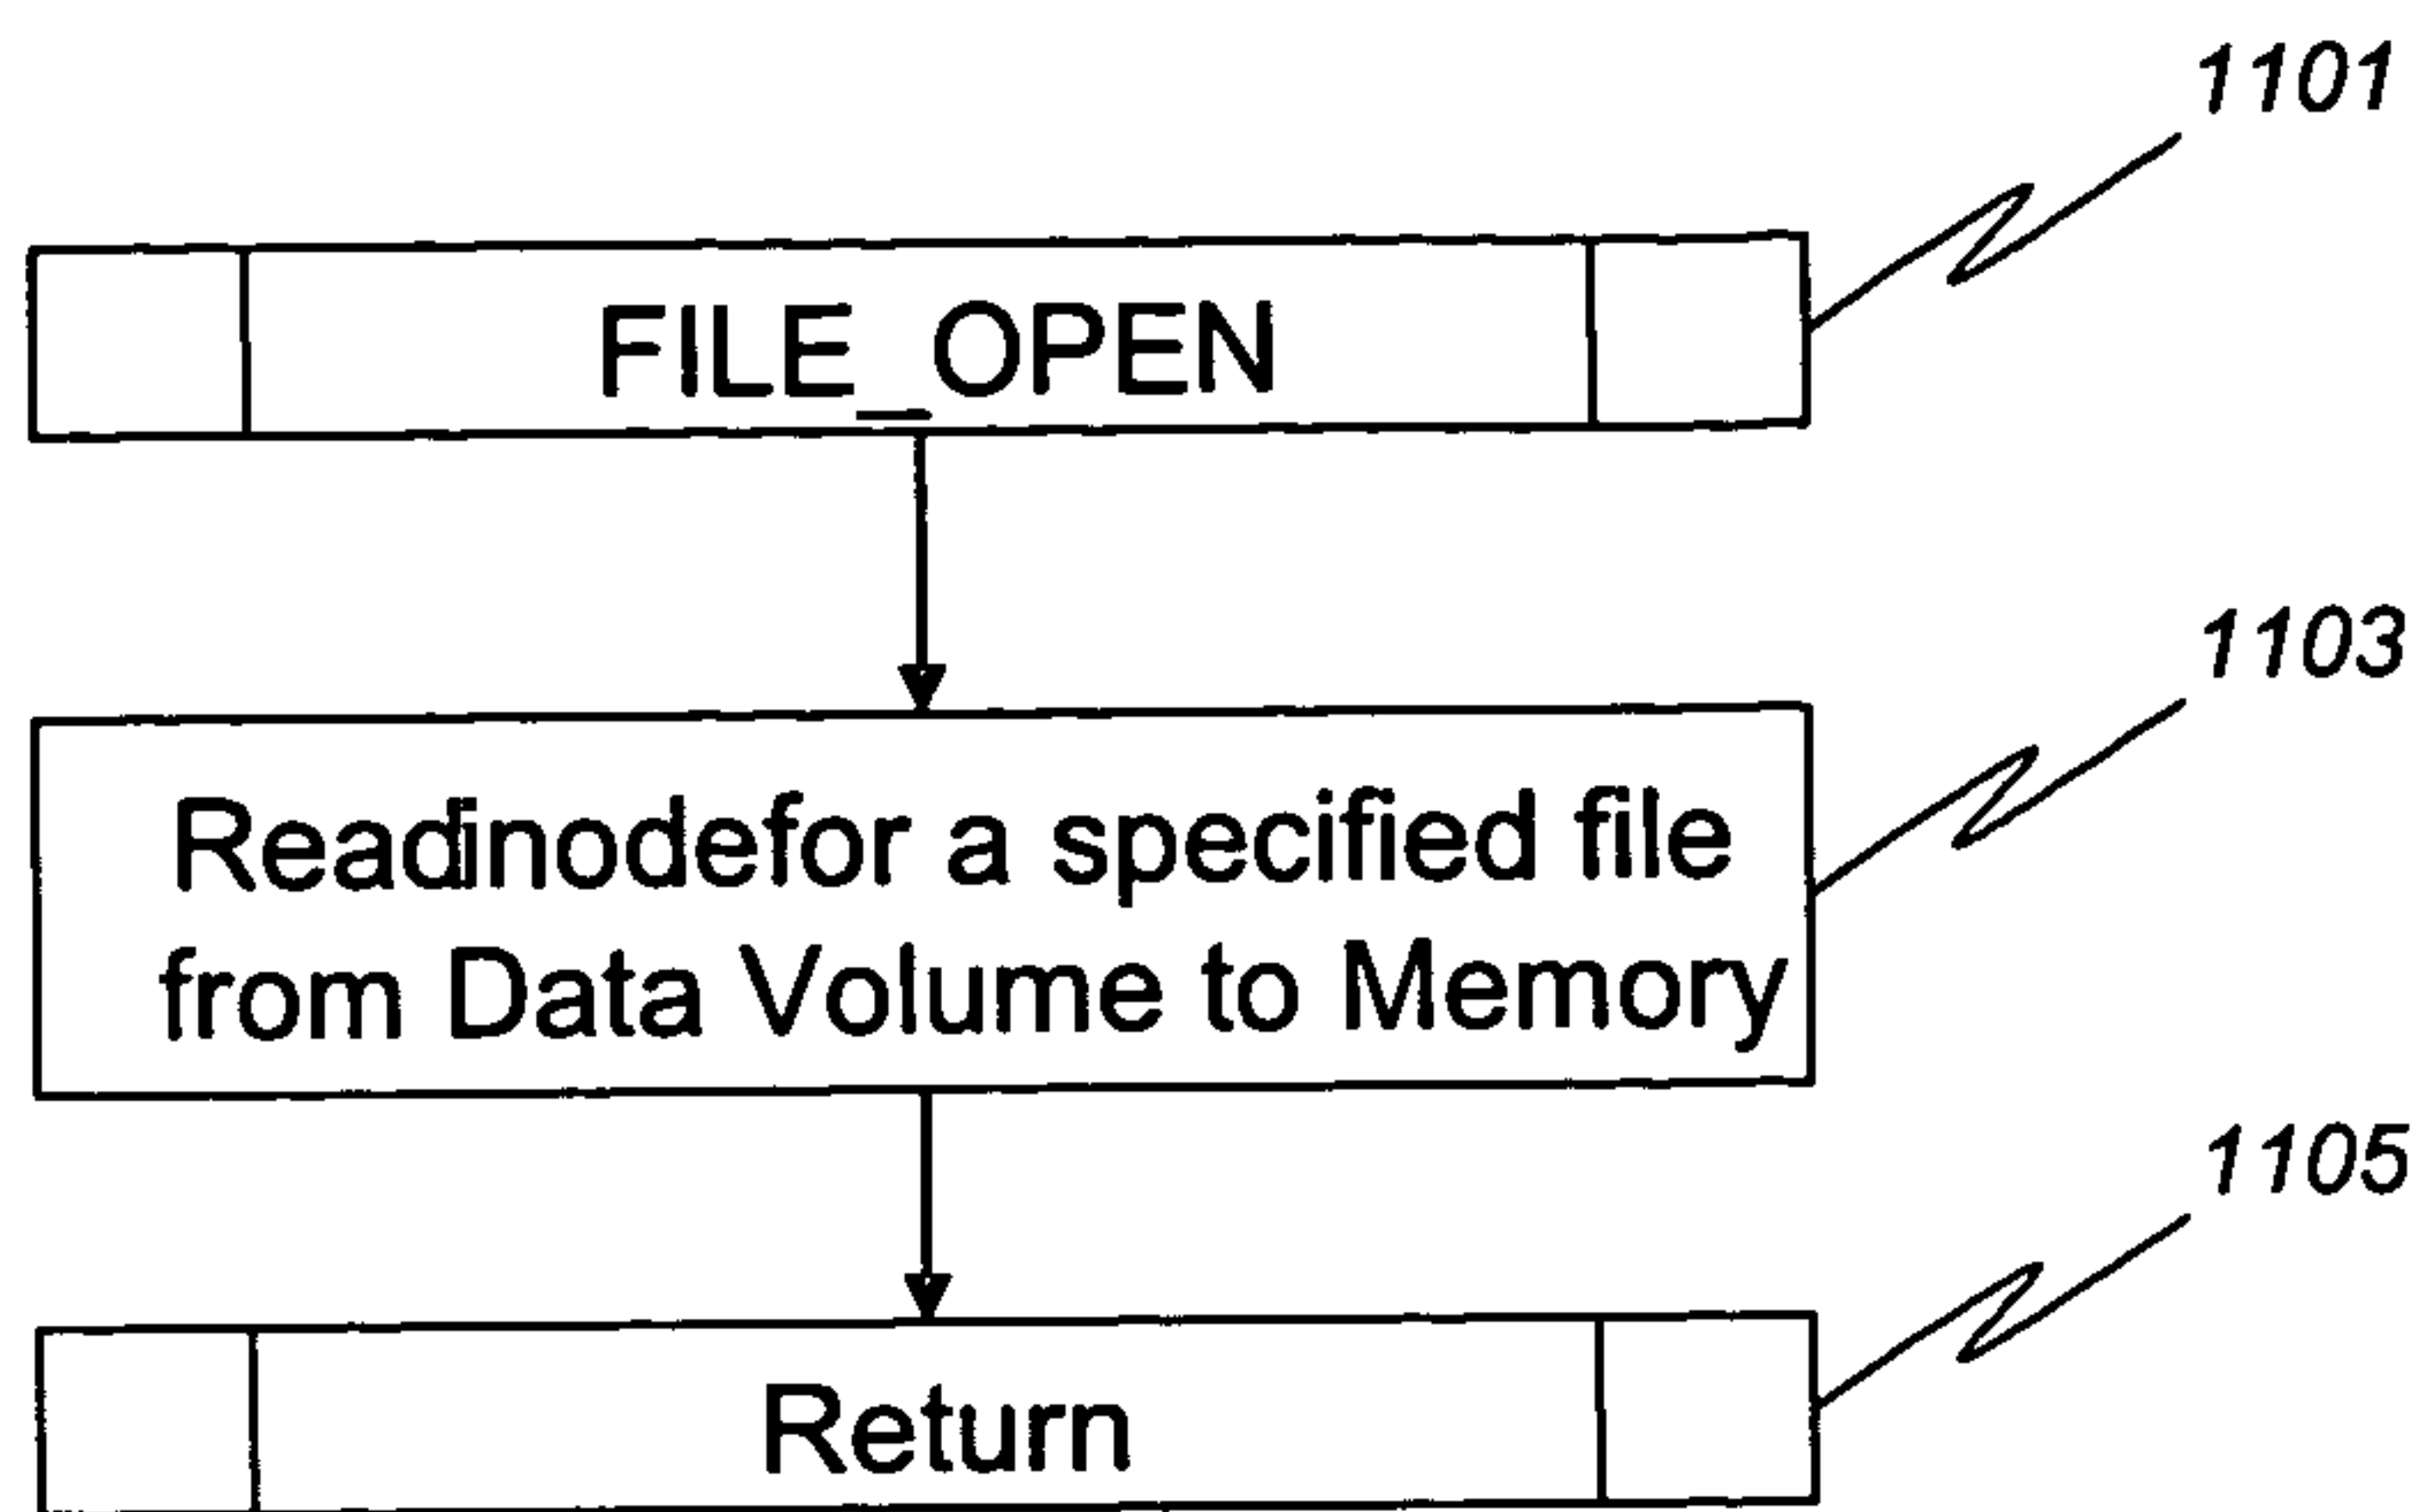 1101
FILE_OPEN
1103
Readinodefor a specified file
from Data Volume to Memory
1105
Return